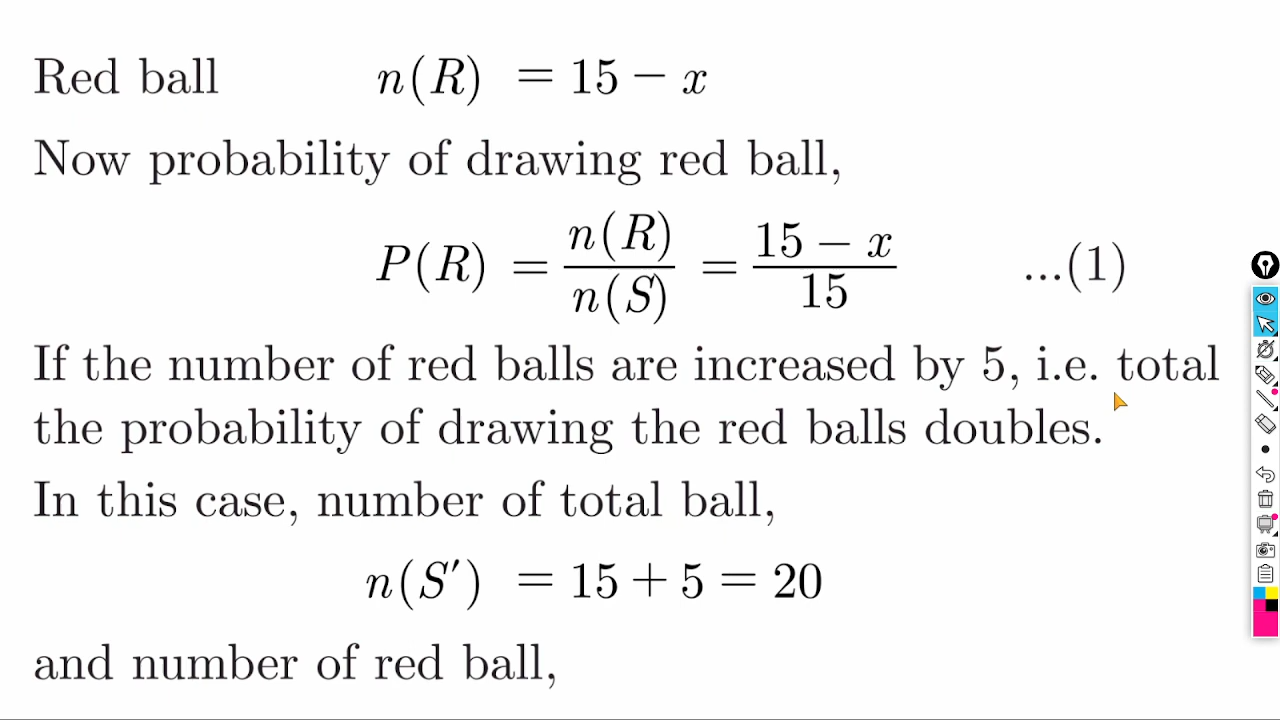 Red ball n(R) = 15 − x
Now probability of drawing red ball,
P(R) = n(R)/n(S) = (15 − x)/15 ...(1)
If the number of red balls are increased by 5, i.e. total
the probability of drawing the red balls doubles.
In this case, number of total ball,
n(S′) = 15 + 5 = 20
and number of red ball,